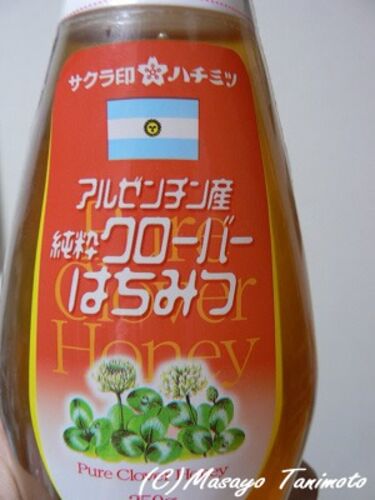 サクラ印 ハチミツ
アルゼンチン産
純粋 クローバー
はちみつ
Pure
Clover
Honey
Pure Clover Honey
(C)Masayo Tanimoto